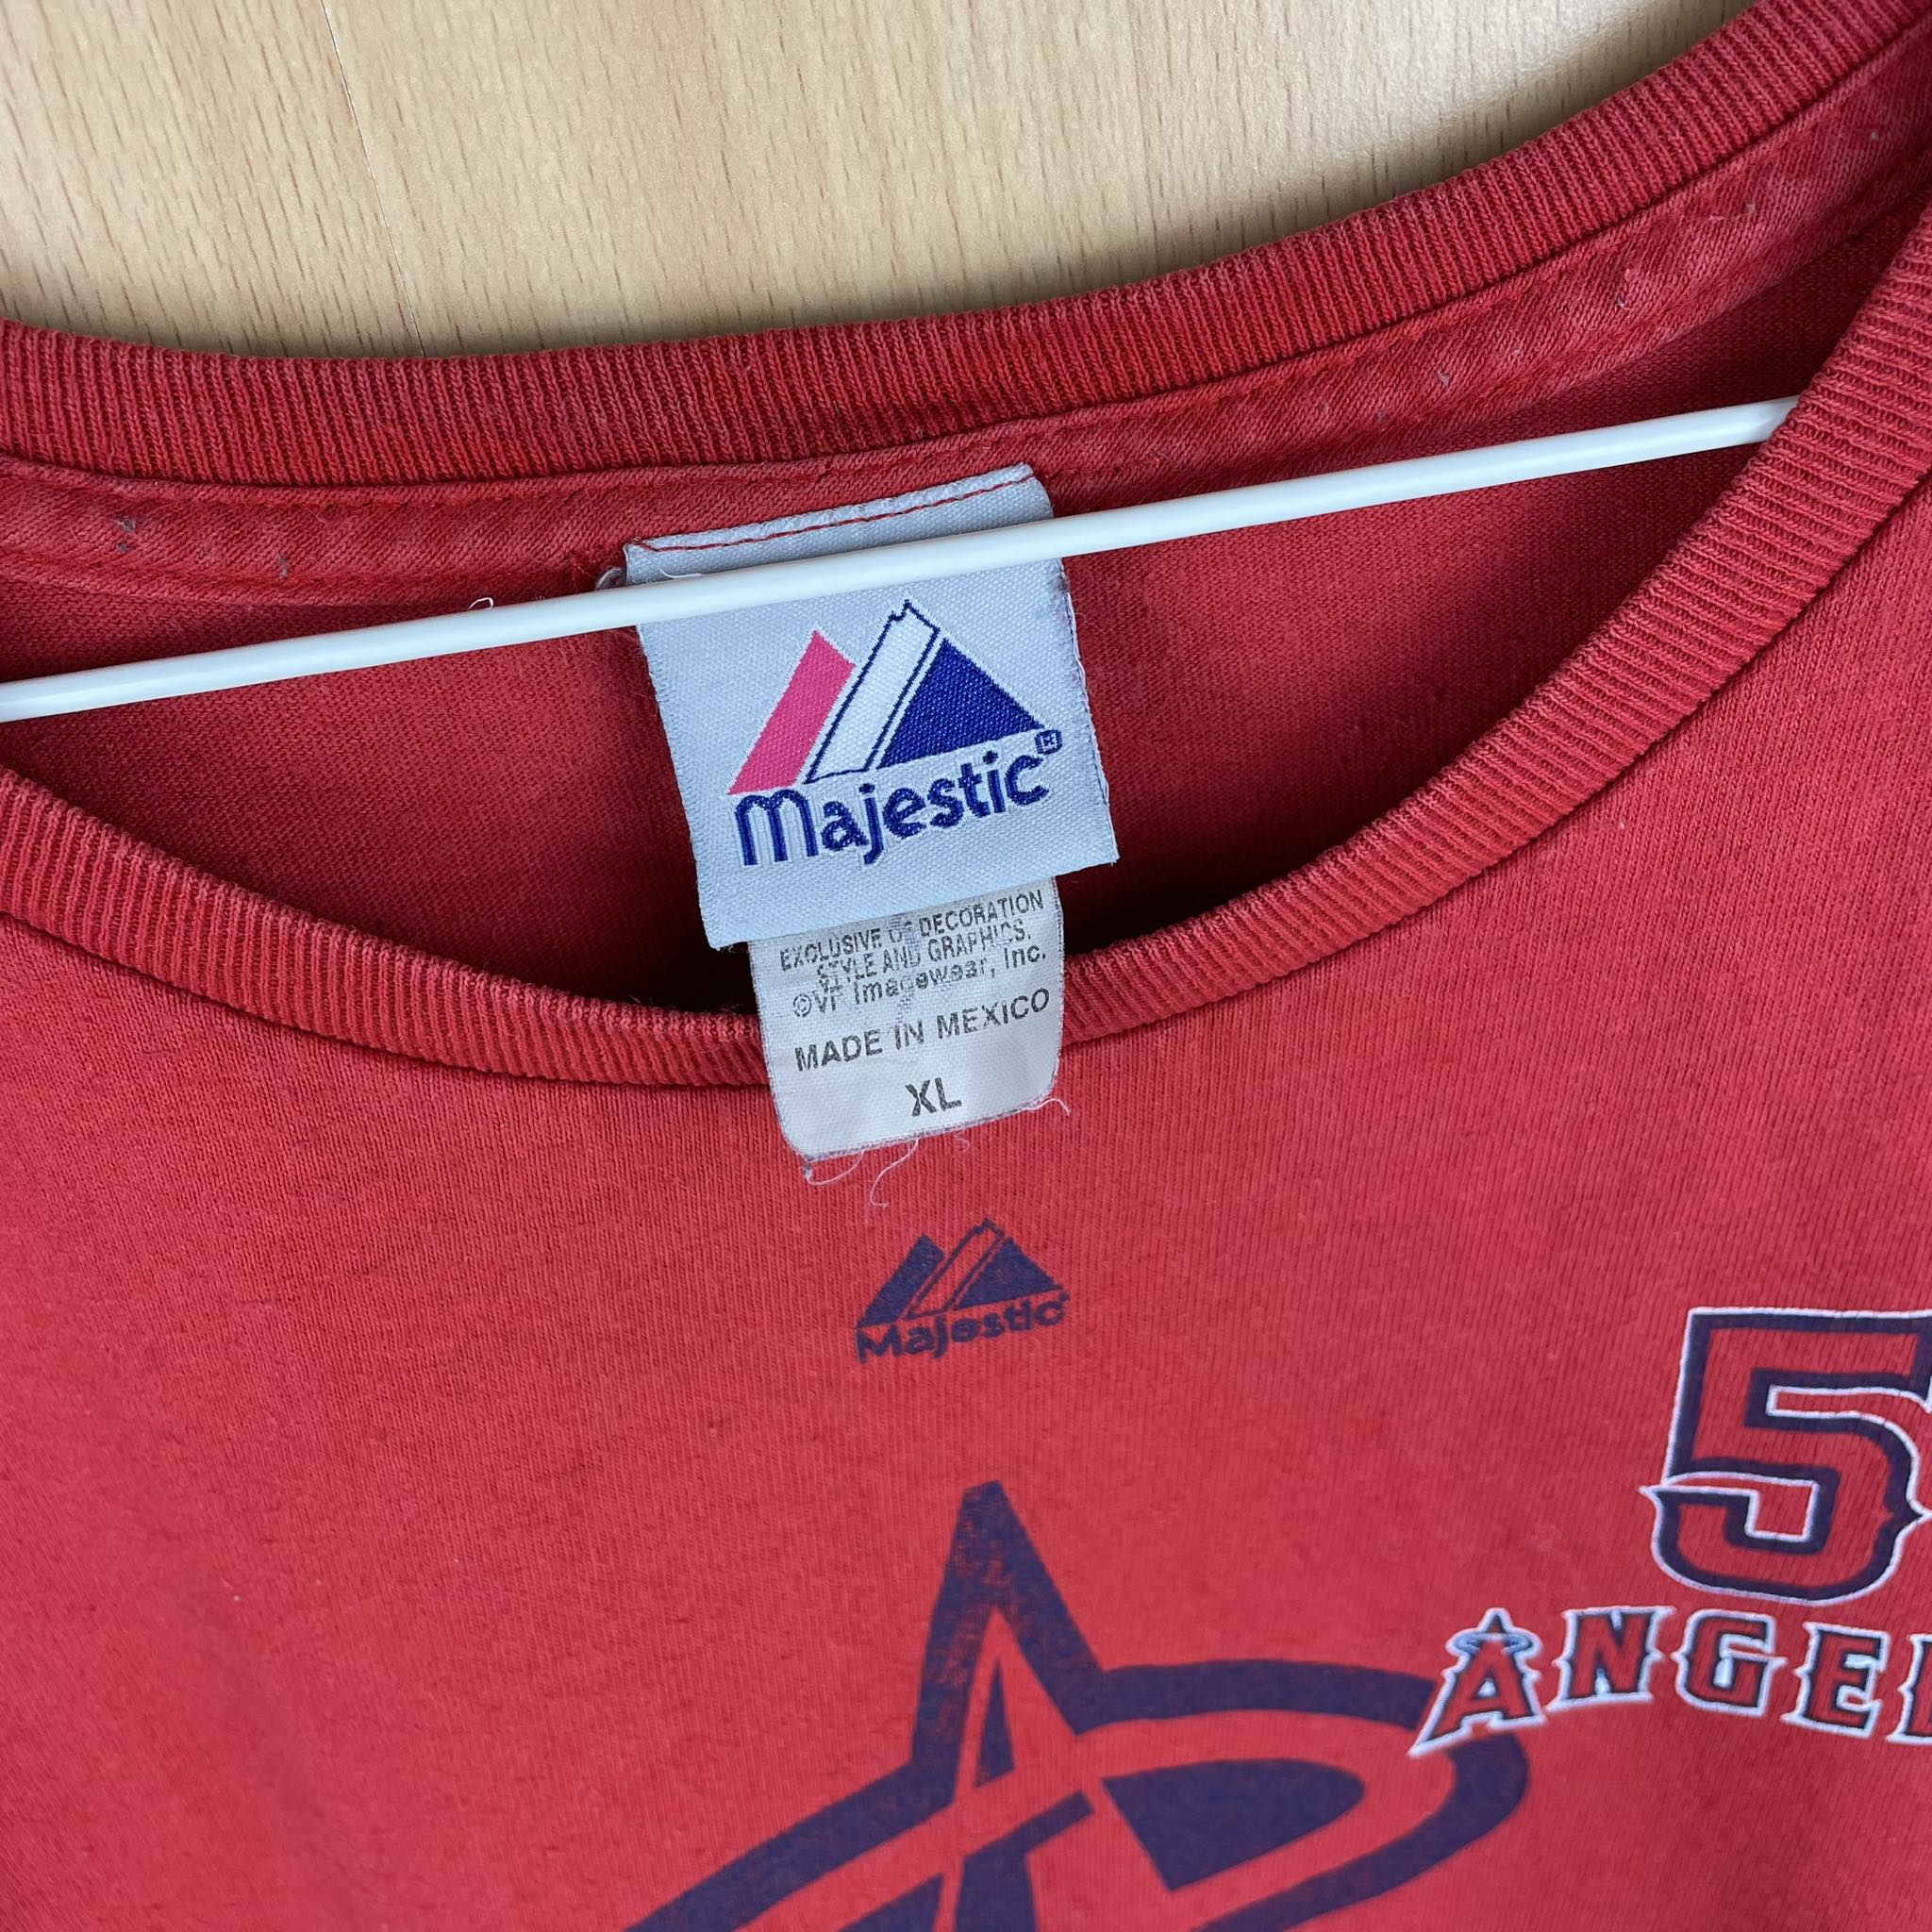 Majestic
EXCLUSIVE OF DECORATION
STYLE AND GRAPHICS.
©VF Imagewear, Inc.
MADE IN MEXICO
XL
Majestic
5
ANGEL